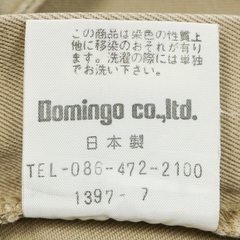 この商品は染色の性質上
他に移染のおそれが有り
ます。洗濯の際には単独
でお洗い下さい。
Domingo co.,ltd.
日本製
TEL-086-472-2100
1397-7